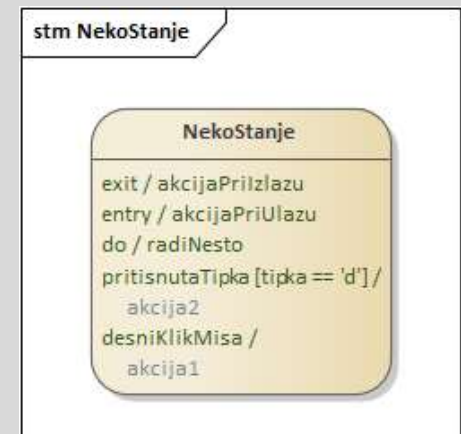 stm NekoStanje
NekoStanje
exit / akcijaPriIzlazu
entry / akcijaPriUlazu
do / radiNesto
pritisnutaTipka [tipka == 'd'] /
akcija2
desniKlikMisa /
akcija1